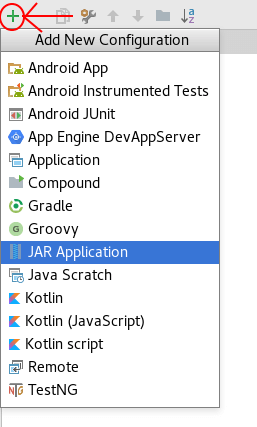 Add New Configuration
Android App
Android Instrumented Tests
Android JUnit
App Engine DevAppServer
Application
Compound
Gradle
Groovy
JAR Application
Java Scratch
Kotlin
Kotlin (JavaScript)
Kotlin script
Remote
TestNG